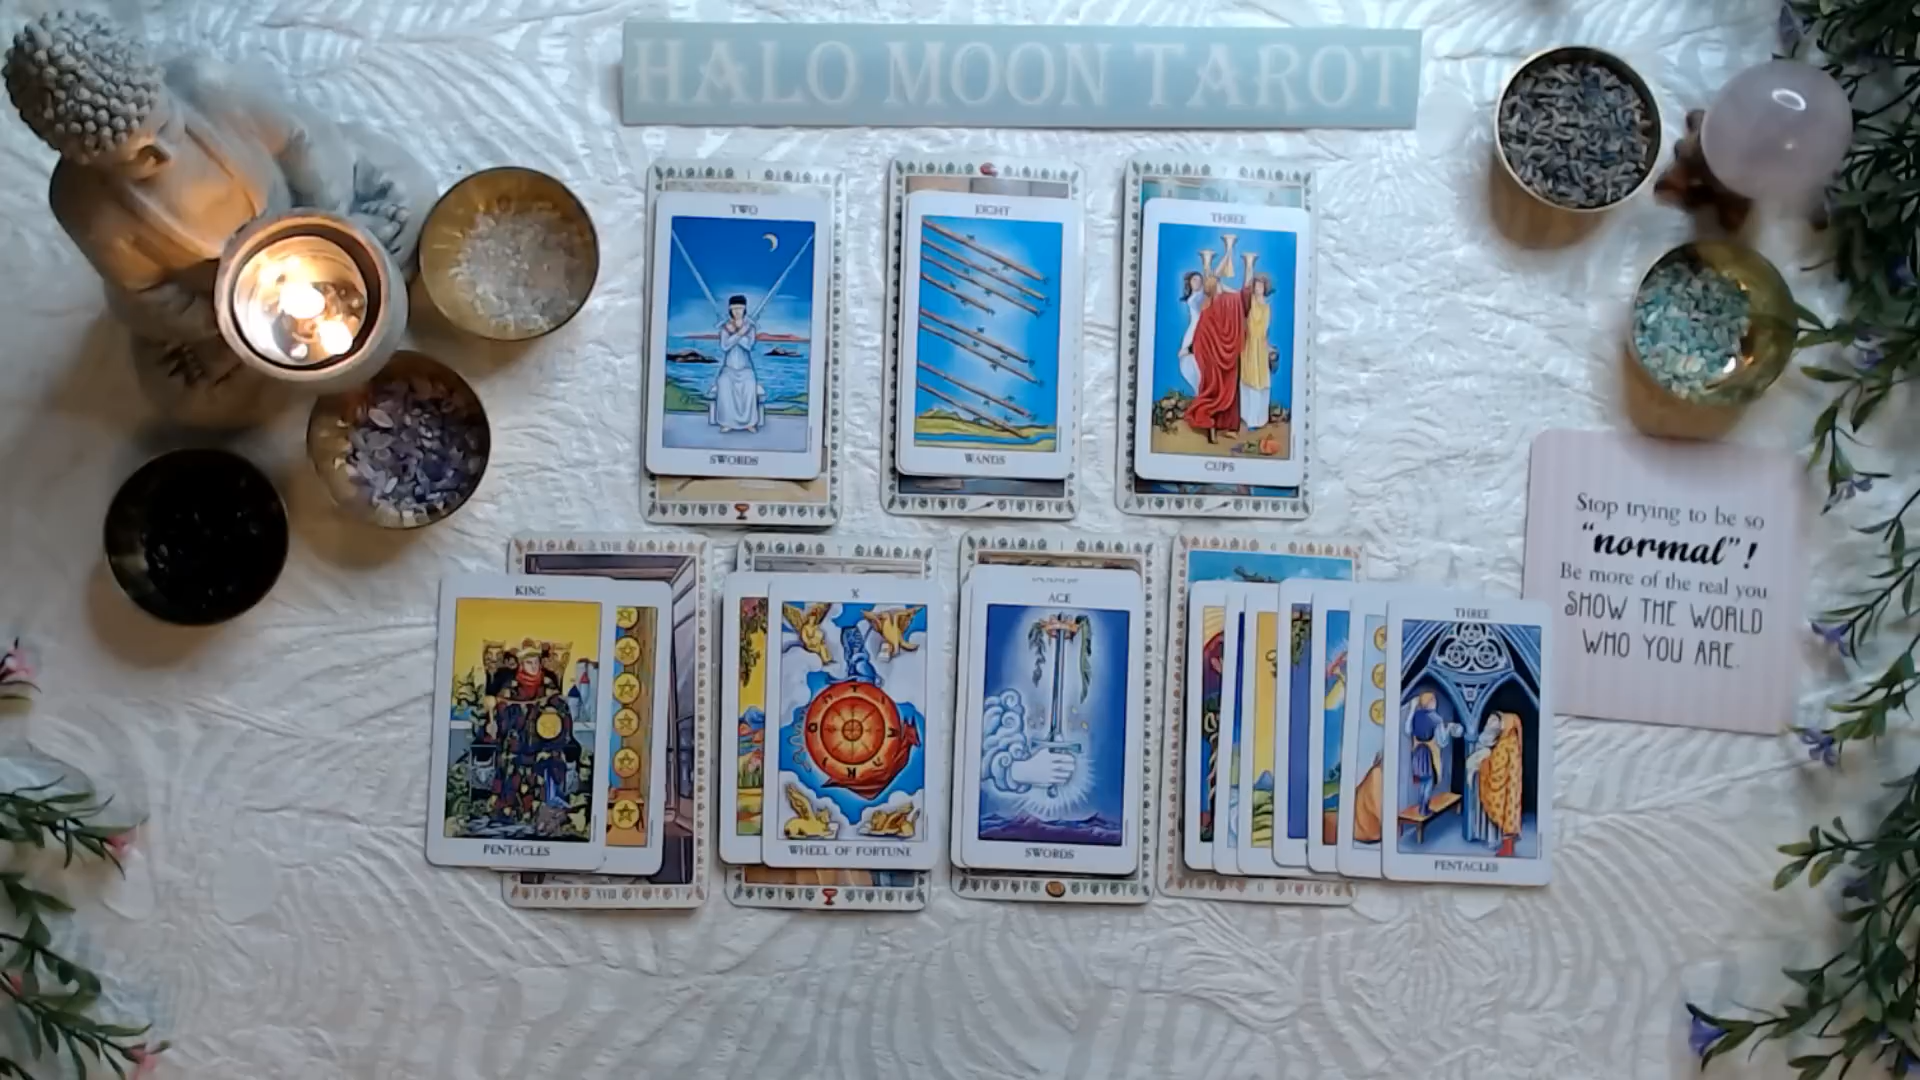 HALO MOON TAROT
TWO
SWORDS
EIGHT
WANDS
THREE
CUPS
KING
PENTACLES
X
WHEEL OF FORTUNE
ACE
SWORDS
THREE
PENTACLES
Stop trying to be so
"normal"!
Be more of the real you
SHOW THE WORLD
WHO YOU ARE.
XVIII